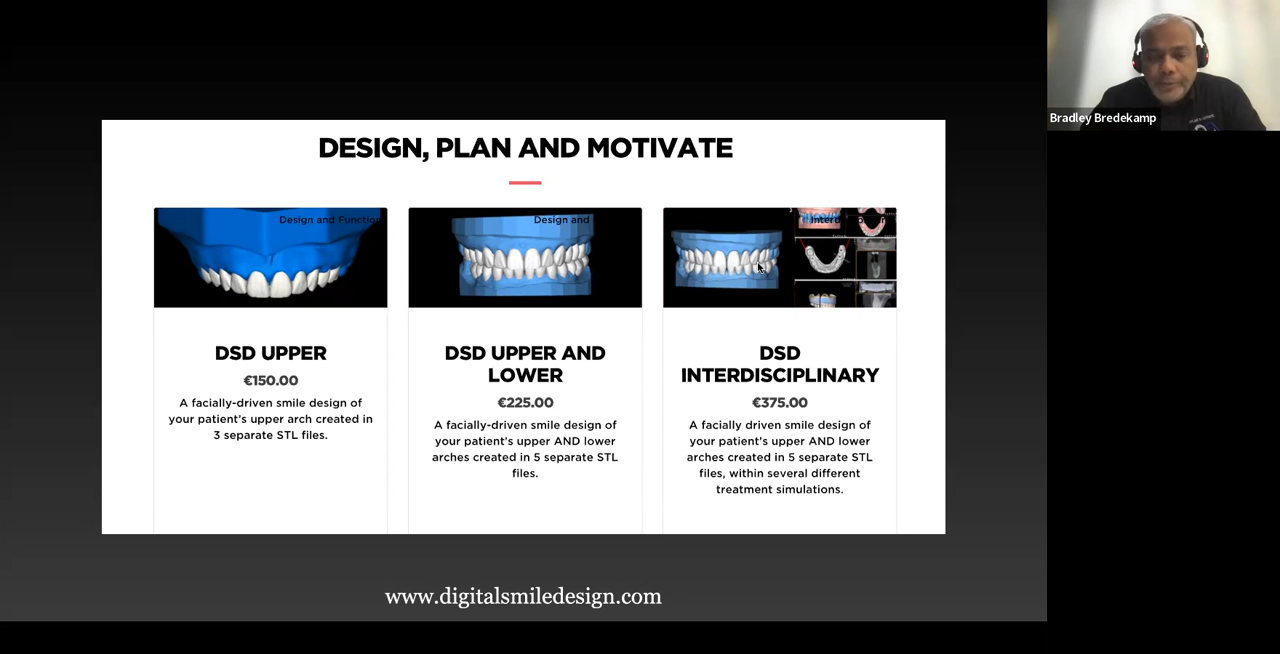 Bradley Bredekamp
DESIGN, PLAN AND MOTIVATE
Design and Function
Design and
DSD UPPER
€150.00
A facially-driven smile design of
your patient's upper arch created in
3 separate STL files.
DSD UPPER AND
LOWER
€225.00
A facially-driven smile design of
your patient's upper AND lower
arches created in 5 separate STL
files.
DSD
INTERDISCIPLINARY
€375.00
A facially driven smile design of
your patient's upper AND lower
arches created in 5 separate STL
files, within several different
treatment simulations.
www.digitalsmiledesign.com